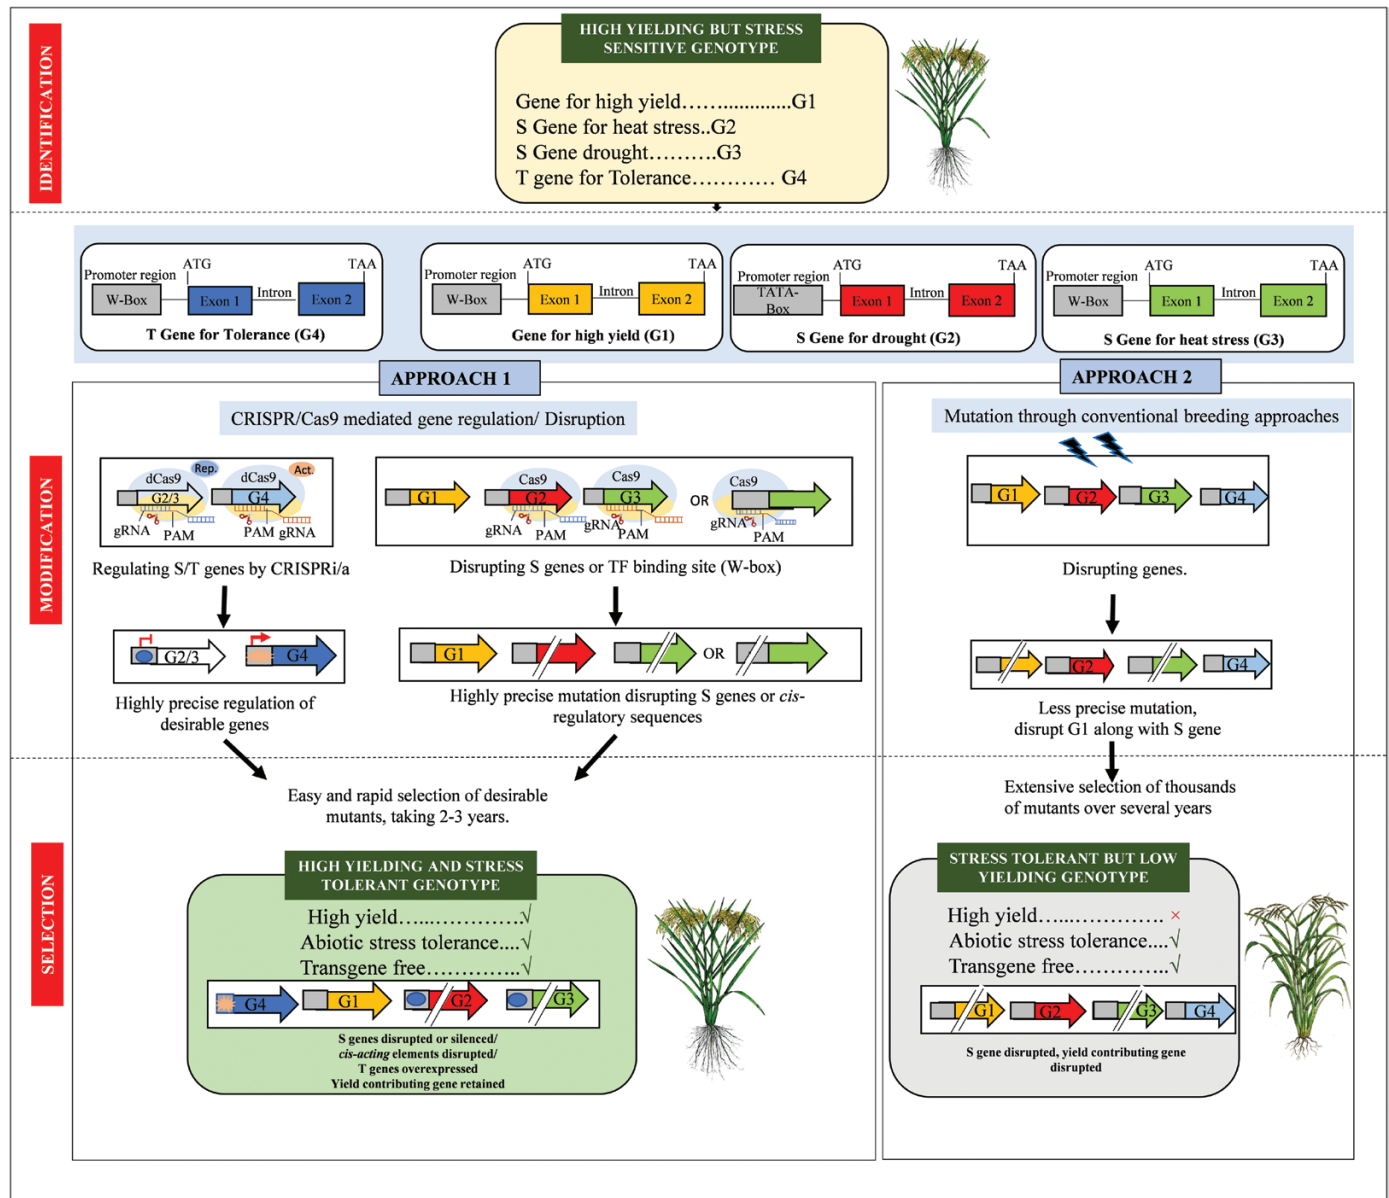 IDENTIFICATION
HIGH YIELDING BUT STRESS
SENSITIVE GENOTYPE
Gene for high yield…….............G1
S Gene for heat stress..G2
S Gene drought……….G3
T gene for Tolerance………… G4
MODIFICATION
Promoter region
ATG
TAA
W-Box
Exon 1
Intron
Exon 2
T Gene for Tolerance (G4)
Promoter region
ATG
TAA
W-Box
Exon 1
Intron
Exon 2
Gene for high yield (G1)
Promoter region
ATG
TAA
TATA-
Box
Exon 1
Intron
Exon 2
S Gene for drought (G2)
Promoter region
ATG
TAA
W-Box
Exon 1
Intron
Exon 2
S Gene for heat stress (G3)
APPROACH 1
CRISPR/Cas9 mediated gene regulation/ Disruption
dCas9
Rep.
G2/3
gRNA
PAM
dCas9
Act.
G4
PAM
gRNA
Regulating S/T genes by CRISPRi/a
G2/3
G4
Highly precise regulation of
desirable genes
G1
Cas9
G2
gRNA
PAM
Cas9
G3
gRNA
PAM
OR
Cas9
gRNA
PAM
Disrupting S genes or TF binding site (W-box)
G1
OR
Highly precise mutation disrupting S genes or cis-
regulatory sequences
APPROACH 2
Mutation through conventional breeding approaches
G1
G2
G3
G4
Disrupting genes.
G2
G4
Less precise mutation,
disrupt G1 along with S gene
SELECTION
Easy and rapid selection of desirable
mutants, taking 2-3 years.
HIGH YIELDING AND STRESS
TOLERANT GENOTYPE
High yield…...………….√
Abiotic stress tolerance....√
Transgene free…………..√
G4
G1
G2
G3
S genes disrupted or silenced/
cis-acting elements disrupted/
T genes overexpressed
Yield contributing gene retained
Extensive selection of thousands
of mutants over several years
STRESS TOLERANT BUT LOW
YIELDING GENOTYPE
High yield…...…………. ×
Abiotic stress tolerance....√
Transgene free…………..√
G1
G2
G3
G4
S gene disrupted, yield contributing gene
disrupted